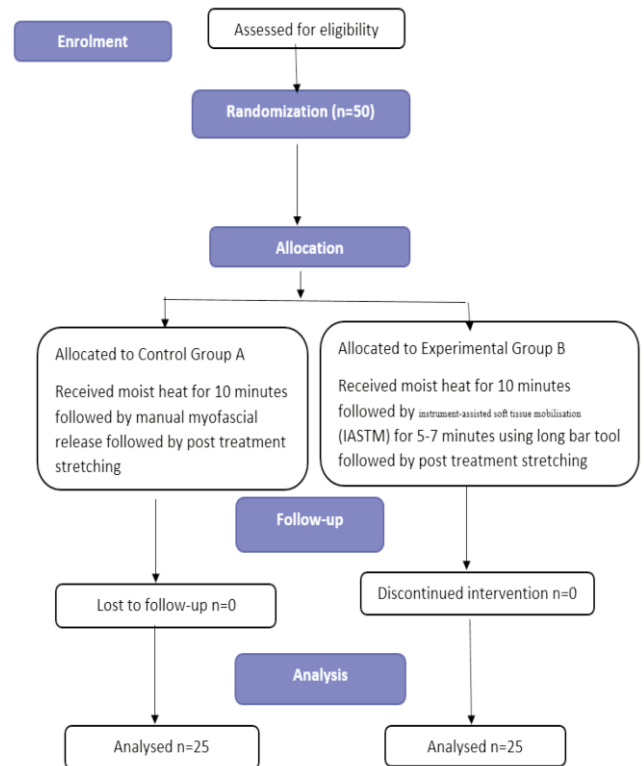 Enrolment
Assessed for eligibility
Randomization (n=50)
Allocation
Allocated to Control Group A
Received moist heat for 10 minutes
followed by manual myofascial
release followed by post treatment
stretching
Allocated to Experimental Group B
Received moist heat for 10 minutes
followed by instrument-assisted soft tissue mobilisation
(IASTM) for 5-7 minutes using long bar tool
followed by post treatment stretching
Follow-up
Lost to follow-up n=0
Discontinued intervention n=0
Analysis
Analysed n=25
Analysed n=25